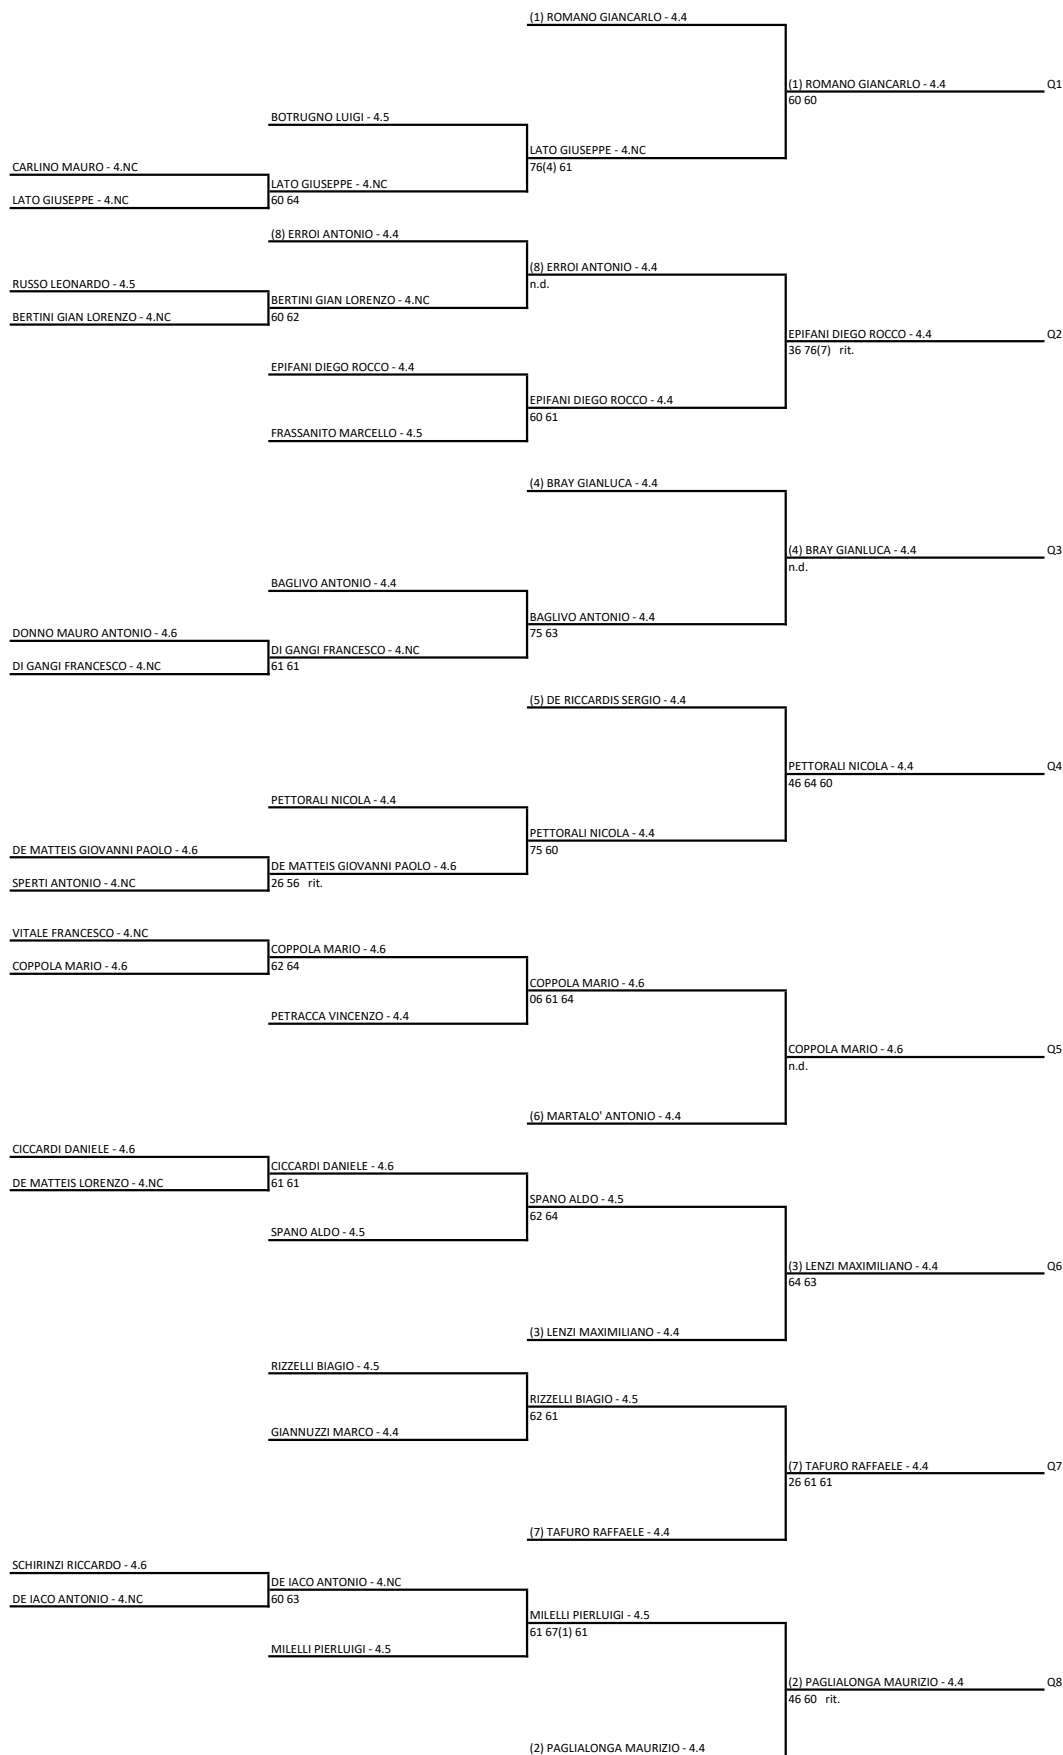 (1) ROMANO GIANCARLO - 4.4
(1) ROMANO GIANCARLO - 4.4 Q1
60 60
BOTRUGNO LUIGI - 4.5
LATO GIUSEPPE - 4.NC
76(4) 61
CARLINO MAURO - 4.NC
LATO GIUSEPPE - 4.NC
60 64
LATO GIUSEPPE - 4.NC
(8) ERROI ANTONIO - 4.4
(8) ERROI ANTONIO - 4.4
n.d.
RUSSO LEONARDO - 4.5
BERTINI GIAN LORENZO - 4.NC
60 62
BERTINI GIAN LORENZO - 4.NC
EPIFANI DIEGO ROCCO - 4.4 Q2
36 76(7) rit.
EPIFANI DIEGO ROCCO - 4.4
EPIFANI DIEGO ROCCO - 4.4
60 61
FRASSANITO MARCELLO - 4.5
(4) BRAY GIANLUCA - 4.4
(4) BRAY GIANLUCA - 4.4 Q3
n.d.
BAGLIVO ANTONIO - 4.4
BAGLIVO ANTONIO - 4.4
75 63
DONNO MAURO ANTONIO - 4.6
DI GANGI FRANCESCO - 4.NC
61 61
DI GANGI FRANCESCO - 4.NC
(5) DE RICCARDIS SERGIO - 4.4
PETTORALI NICOLA - 4.4 Q4
46 64 60
PETTORALI NICOLA - 4.4
PETTORALI NICOLA - 4.4
75 60
DE MATTEIS GIOVANNI PAOLO - 4.6
DE MATTEIS GIOVANNI PAOLO - 4.6
26 56 rit.
SPERTI ANTONIO - 4.NC
VITALE FRANCESCO - 4.NC
COPPOLA MARIO - 4.6
62 64
COPPOLA MARIO - 4.6
COPPOLA MARIO - 4.6
06 61 64
PETRACCA VINCENZO - 4.4
COPPOLA MARIO - 4.6 Q5
n.d.
(6) MARTALO' ANTONIO - 4.4
CICCARDI DANIELE - 4.6
CICCARDI DANIELE - 4.6
61 61
DE MATTEIS LORENZO - 4.NC
SPANO ALDO - 4.5
62 64
SPANO ALDO - 4.5
(3) LENZI MAXIMILIANO - 4.4 Q6
64 63
(3) LENZI MAXIMILIANO - 4.4
RIZZELLI BIAGIO - 4.5
RIZZELLI BIAGIO - 4.5
62 61
GIANNUZZI MARCO - 4.4
(7) TAFURO RAFFAELE - 4.4 Q7
26 61 61
(7) TAFURO RAFFAELE - 4.4
SCHIRINZI RICCARDO - 4.6
DE IACO ANTONIO - 4.NC
60 63
DE IACO ANTONIO - 4.NC
MILELLI PIERLUIGI - 4.5
61 67(1) 61
MILELLI PIERLUIGI - 4.5
(2) PAGLIALONGA MAURIZIO - 4.4 Q8
46 60 rit.
(2) PAGLIALONGA MAURIZIO - 4.4